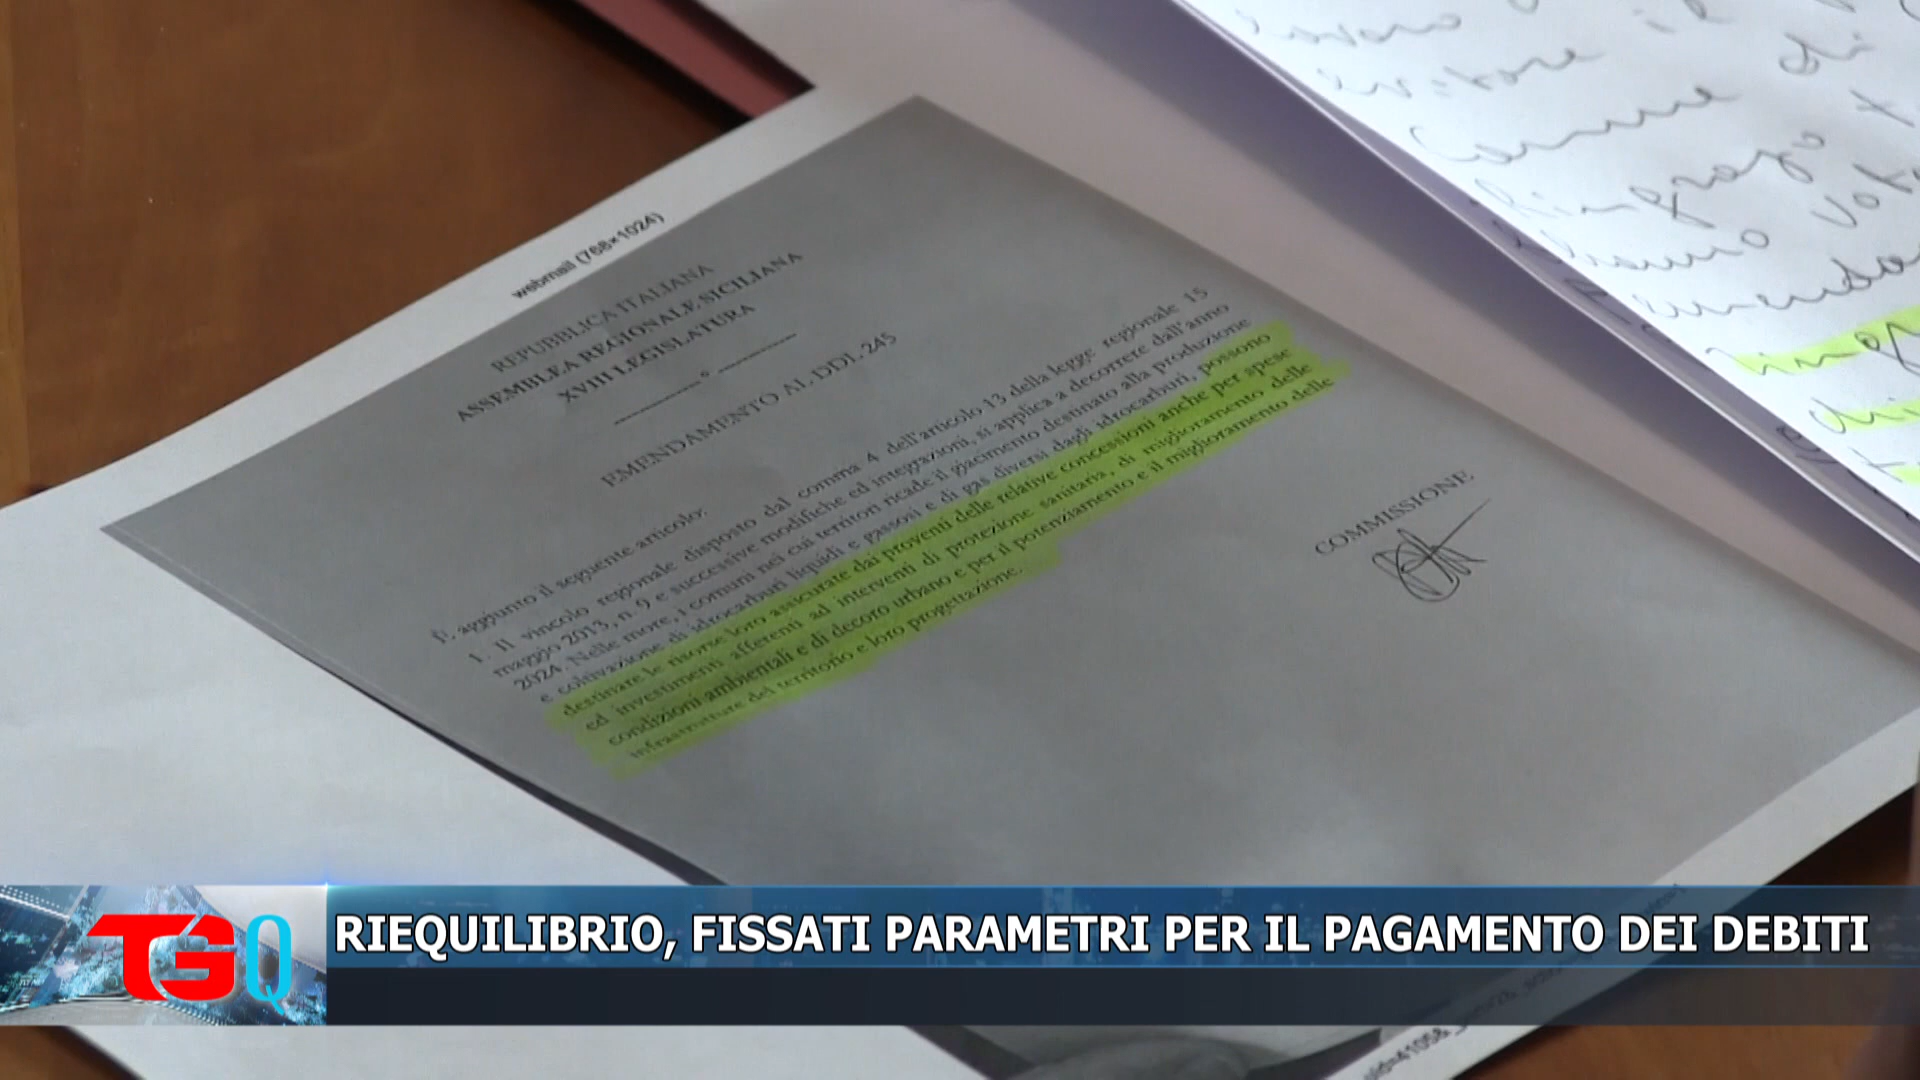 webmail (768×1024)
REPUBBLICA ITALIANA
ASSEMBLEA REGIONALE SICILIANA
XVIII LEGISLATURA
EMENDAMENTO AL DDL 245
È aggiunto il seguente articolo:
1. Il vincolo regionale disposto dal comma 4 dell'articolo 13 della legge regionale 15
maggio 2013, n. 9 e successive modifiche ed integrazioni, si applica a decorrere dall'anno
2024. Nelle more, i comuni nei cui territori ricade il giacimento destinato alla produzione
e coltivazione di idrocarburi liquidi e gassosi e di gas diversi dagli idrocarburi, possono
destinare le risorse loro assicurate dai proventi delle relative concessioni anche per spese
ed investimenti afferenti ad interventi di protezione sanitaria, di miglioramento delle
condizioni ambientali e di decoro urbano e per il potenziamento e il miglioramento delle
infrastrutture del territorio e loro progettazione.
COMMISSIONE
Comune di
TGQ
RIEQUILIBRIO, FISSATI PARAMETRI PER IL PAGAMENTO DEI DEBITI